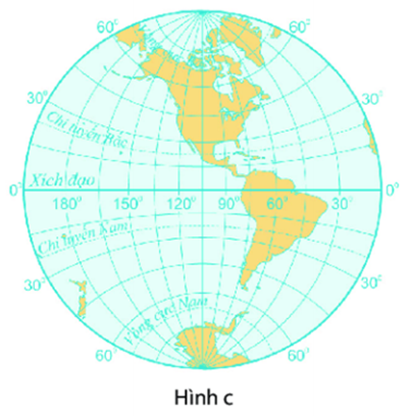 60° 60°
30° 30°
Chí tuyến Bắc
0° Xích đạo 0°
180° 150° 120° 90° 60° 30°
Chí tuyến Nam
30° 30°
Vòng cực Nam
60° 60°
Hình c